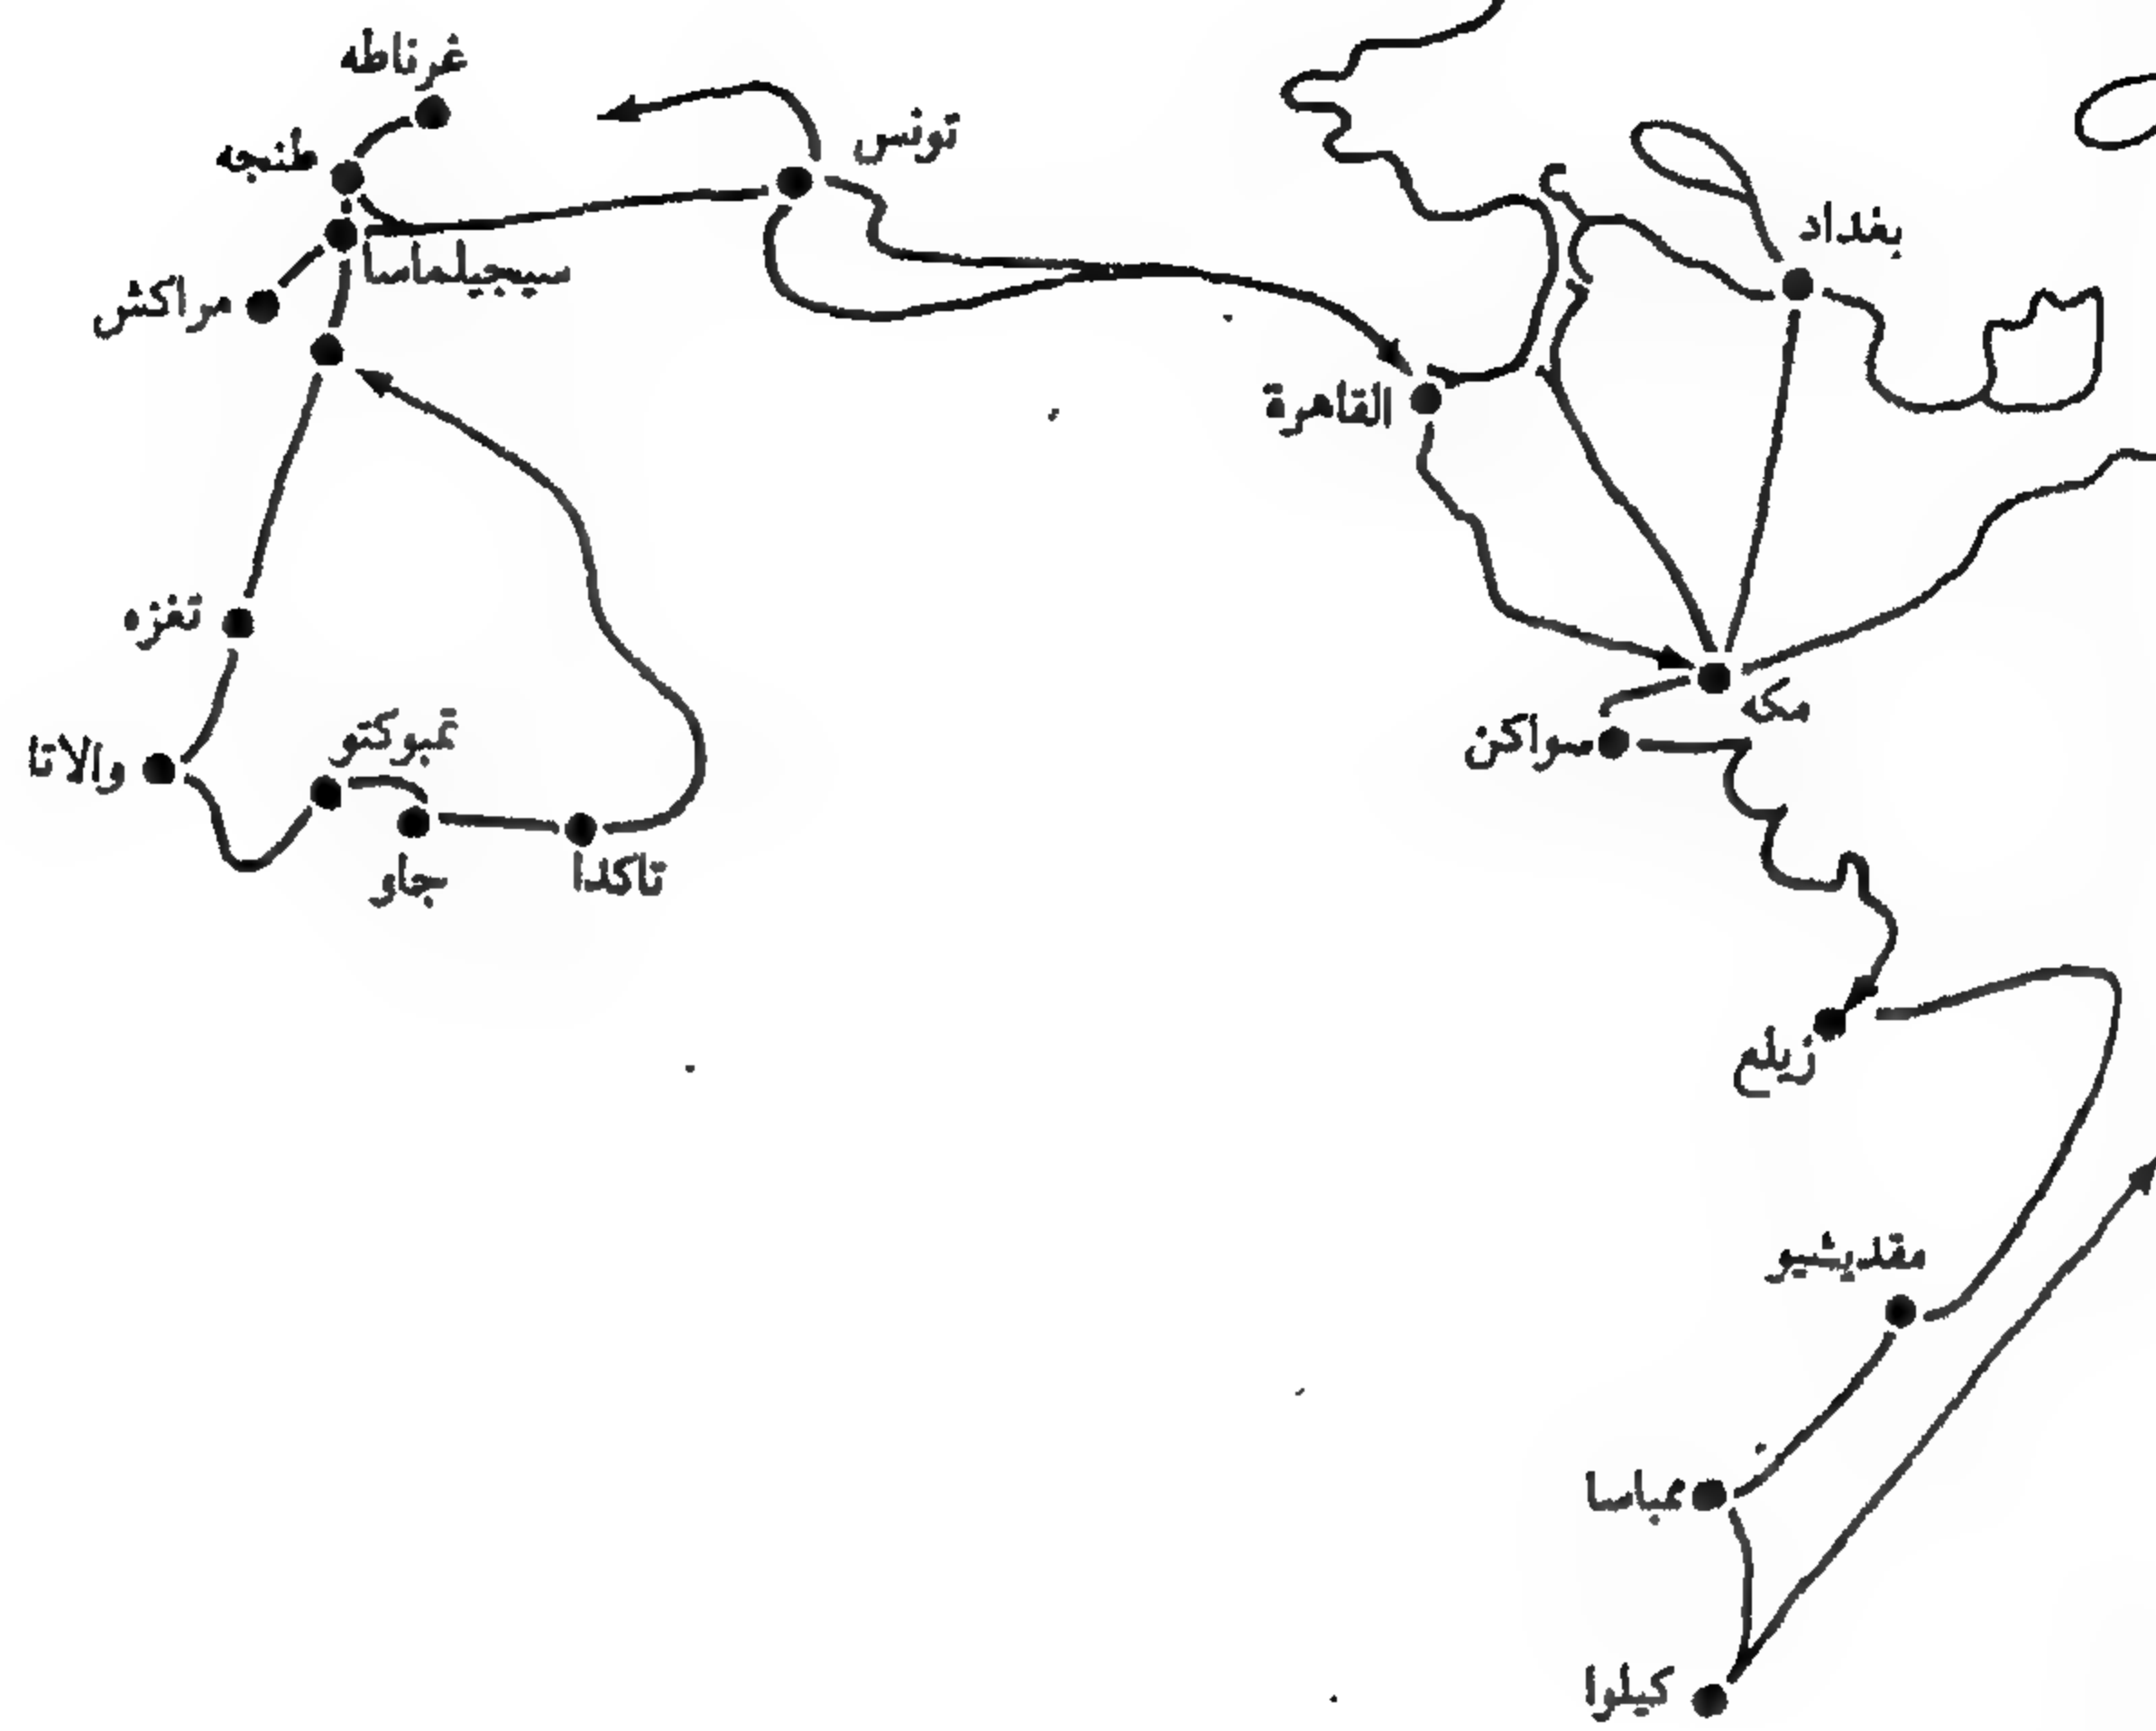 غرناطه
تونس
طنجه
بغداد
سيجيلماسا
مراكش
القاهرة
تغزه
مكه
سواكن
تمبوكتو
والاتا
جاو
تاكدا
زيلع
مقديشيو
ممباسا
كيلوا